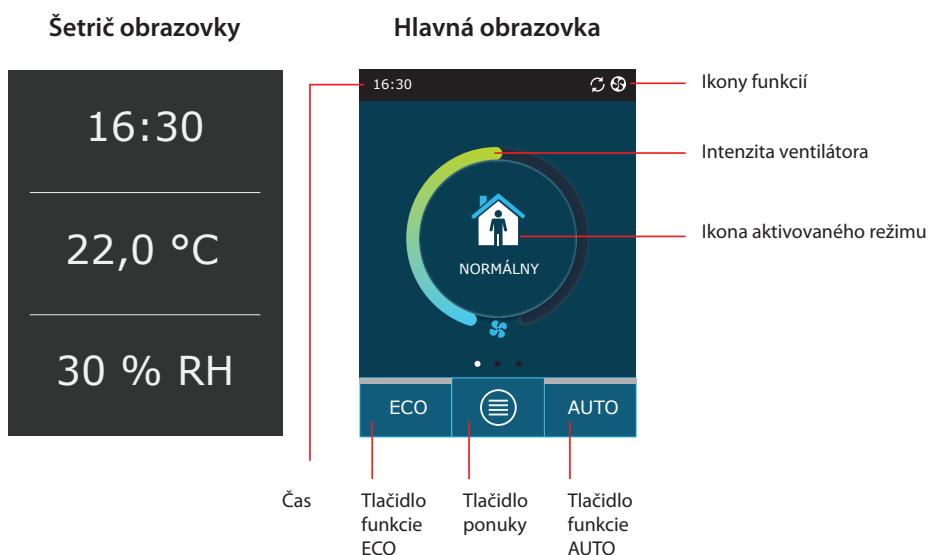 Šetrič obrazovky
Hlavná obrazovka
16:30
22,0 °C
30 % RH
16:30
NORMÁLNY
ECO
AUTO
Ikony funkcií
Intenzita ventilátora
Ikona aktivovaného režimu
Čas
Tlačidlo
funkcie
ECO
Tlačidlo
ponuky
Tlačidlo
funkcie
AUTO